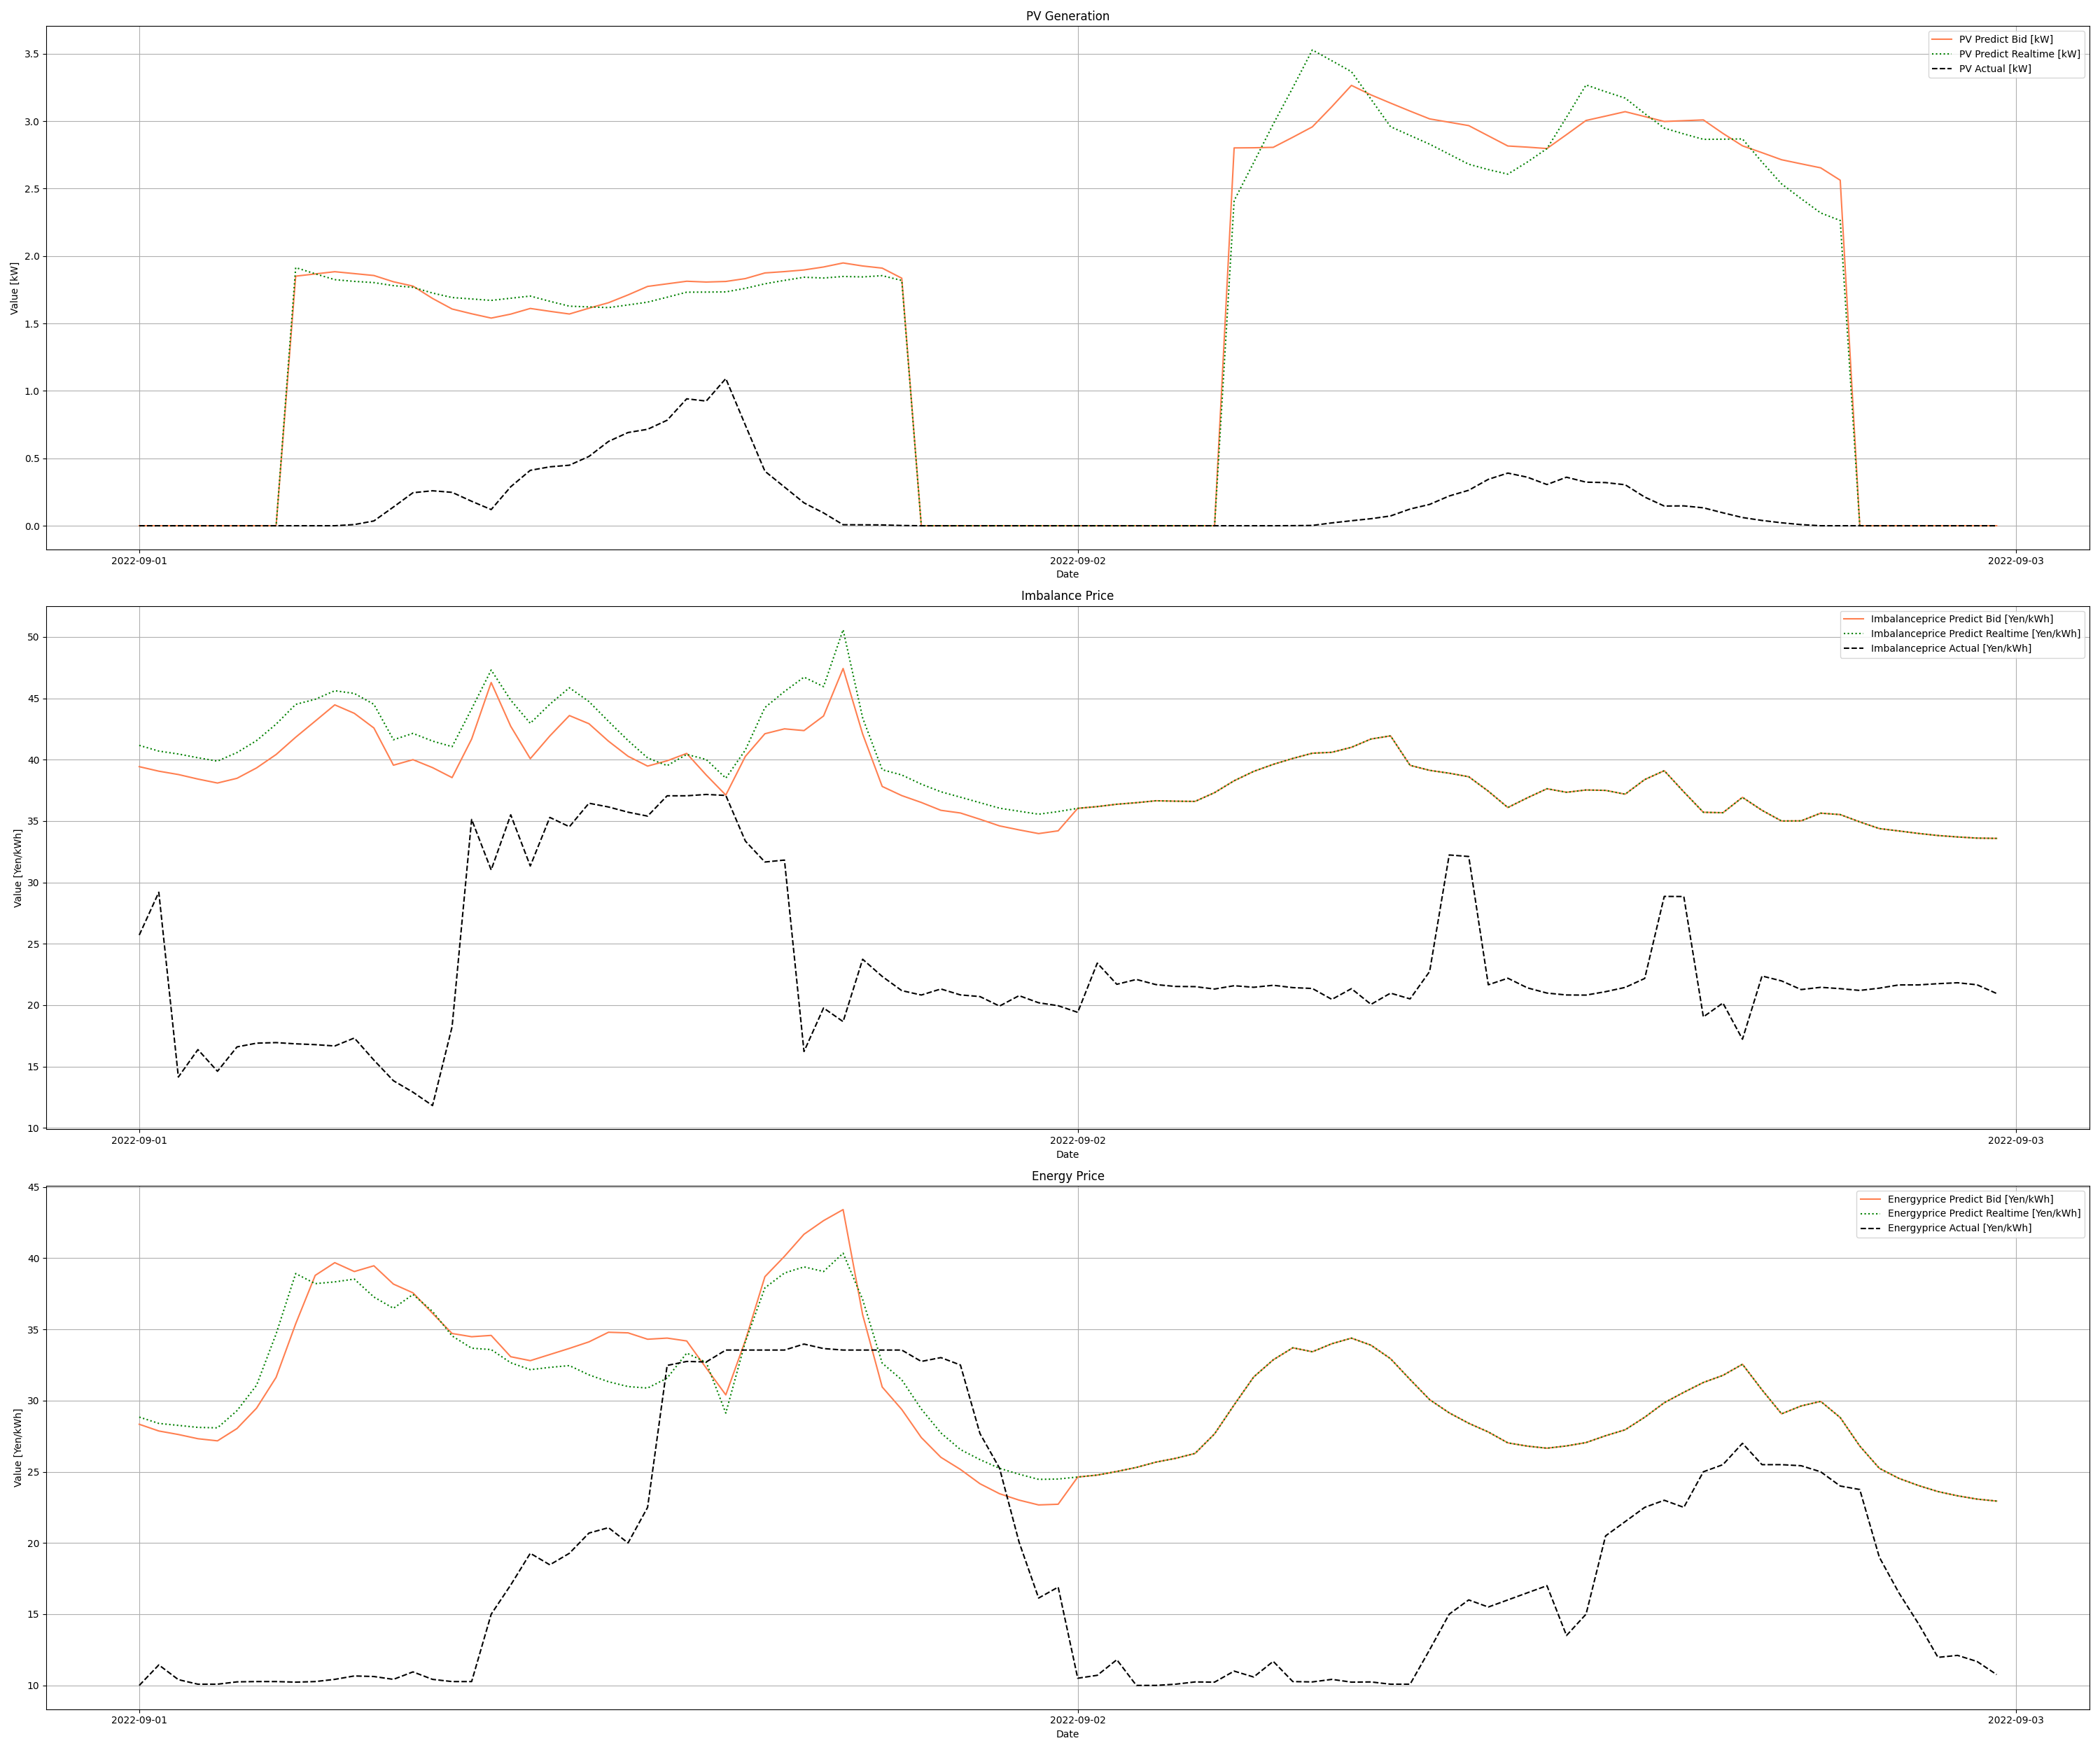 PV Generation
PV Predict Bid [kW]
PV Predict Realtime [kW]
PV Actual [kW]
Value [kW]
3.5
3.0
2.5
2.0
1.5
1.0
0.5
0.0
2022-09-01
2022-09-02
2022-09-03
Date
Imbalance Price
Imbalanceprice Predict Bid [Yen/kWh]
Imbalanceprice Predict Realtime [Yen/kWh]
Imbalanceprice Actual [Yen/kWh]
Value [Yen/kWh]
50
45
40
35
30
25
20
15
10
2022-09-01
2022-09-02
2022-09-03
Date
Energy Price
Energyprice Predict Bid [Yen/kWh]
Energyprice Predict Realtime [Yen/kWh]
Energyprice Actual [Yen/kWh]
Value [Yen/kWh]
45
40
35
30
25
20
15
10
2022-09-01
2022-09-02
2022-09-03
Date